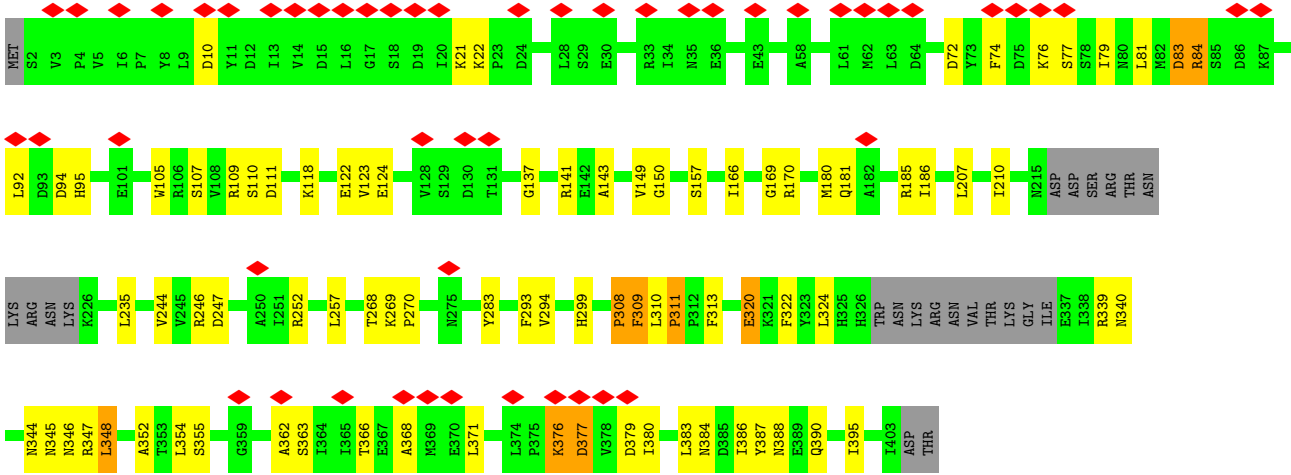 MET S2 V3 P4 V5 I6 P7 Y8 L9 D10 Y11 D12 I13 V14 D15 L16 G17 S18 D19 I20 K21 K22 P23 D24 L28 S29 E30 R33 I34 N35 E36 E43 A58 L61 M62 L63 D64 D72 Y73 F74 D75 K76 S77 S78 I79 N80 L81 M82 D83 R84 S85 D86 K87
L92 D93 D94 H95 E101 W105 R106 S107 V108 R109 S110 D111 K118 E122 V123 E124 V128 S129 D130 T131 G137 R141 E142 A143 V149 G150 S157 I166 G169 R170 M180 Q181 A182 R185 I186 L207 I210 N215 ASP ASP SER ARG THR ASN
LYS ARG ASN LYS K226 L235 V244 V245 R246 D247 A250 I251 R252 L257 T268 K269 P270 N275 Y283 F293 V294 H299 P308 F309 L310 P311 P312 F313 E320 K321 F322 Y323 L324 H325 H326 TRP ASN LYS ARG ASN VAL THR LYS GLY ILE E337 I338 R339 N340
N344 N345 N346 R347 L348 A352 T353 L354 S355 G359 A362 S363 I364 I365 T366 E367 A368 M369 E370 L371 L374 P375 K376 D377 V378 D379 I380 L383 N384 D385 I386 Y387 N388 E389 Q390 I395 I403 ASP THR